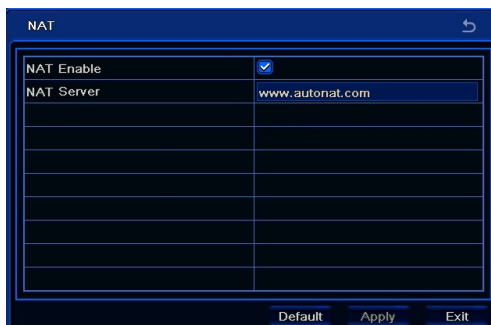 NAT
NAT Enable
NAT Server www.autonat.com
Default Apply Exit